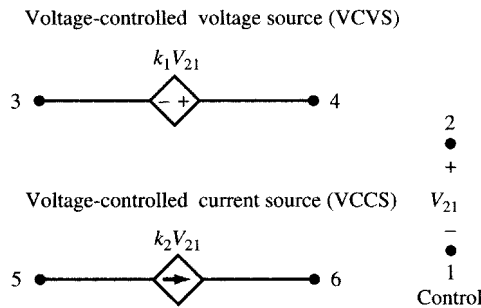 Voltage-controlled voltage source (VCVS)
k₁V₂₁
3 − + 4
2
+
Voltage-controlled current source (VCCS)
V₂₁
k₂V₂₁
−
5 6
1
Control